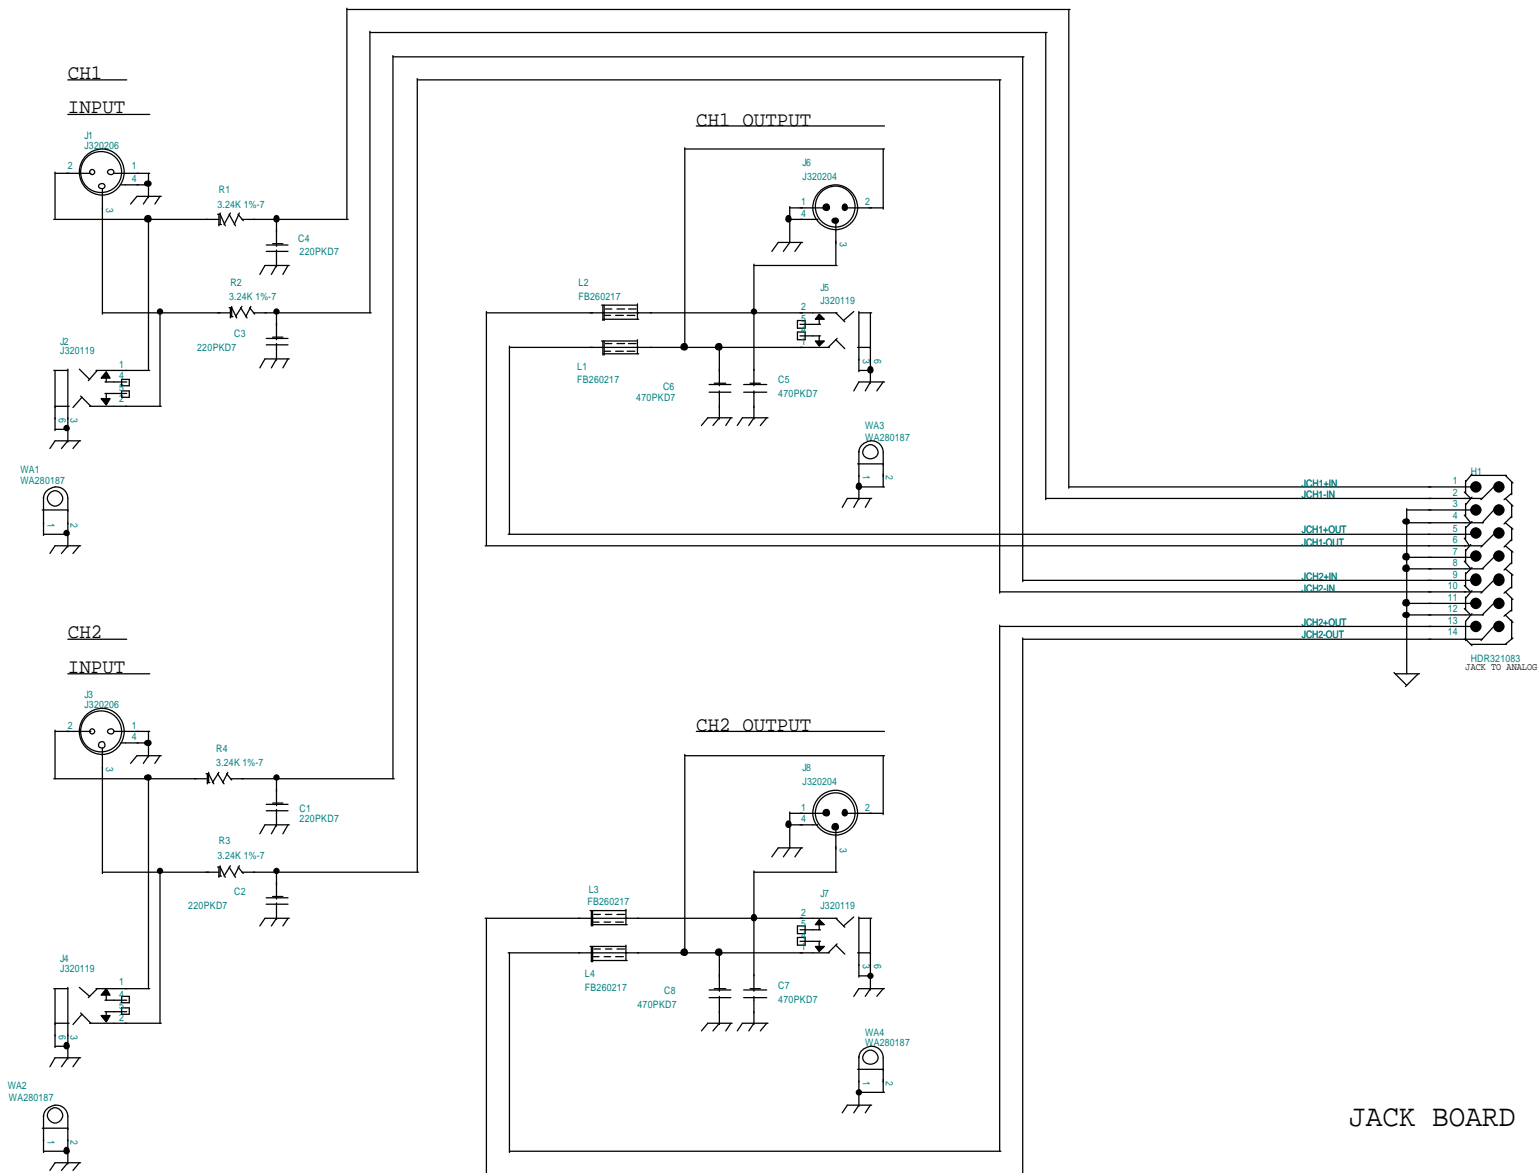 CH1
INPUT
J1
J320206
2
1
4
3
R1
3.24K 1%-7
C4
220PKD7
R2
3.24K 1%-7
C3
220PKD7
J2
J320119
1
4
5
2
6
3
WA1
WA280187
1
2
CH1 OUTPUT
J6
J320204
1
4
2
3
L2
FB260217
J5
J320119
2
5
4
1
3
6
L1
FB260217
C6
470PKD7
C5
470PKD7
WA3
WA280187
1
2
H1
JCH1+IN 1
JCH1-IN 2
3
4
JCH1+OUT 5
JCH1-OUT 6
7
8
JCH2+IN 9
JCH2-IN 10
11
12
JCH2+OUT 13
JCH2-OUT 14
HDR321083
JACK TO ANALOG
CH2
INPUT
J3
J320206
2
1
4
3
R4
3.24K 1%-7
C1
220PKD7
R3
3.24K 1%-7
C2
220PKD7
J4
J320119
1
4
5
2
6
3
WA2
WA280187
1
2
CH2 OUTPUT
J8
J320204
1
4
2
3
L3
FB260217
J7
J320119
2
5
4
1
3
6
L4
FB260217
C8
470PKD7
C7
470PKD7
WA4
WA280187
1
2
JACK BOARD